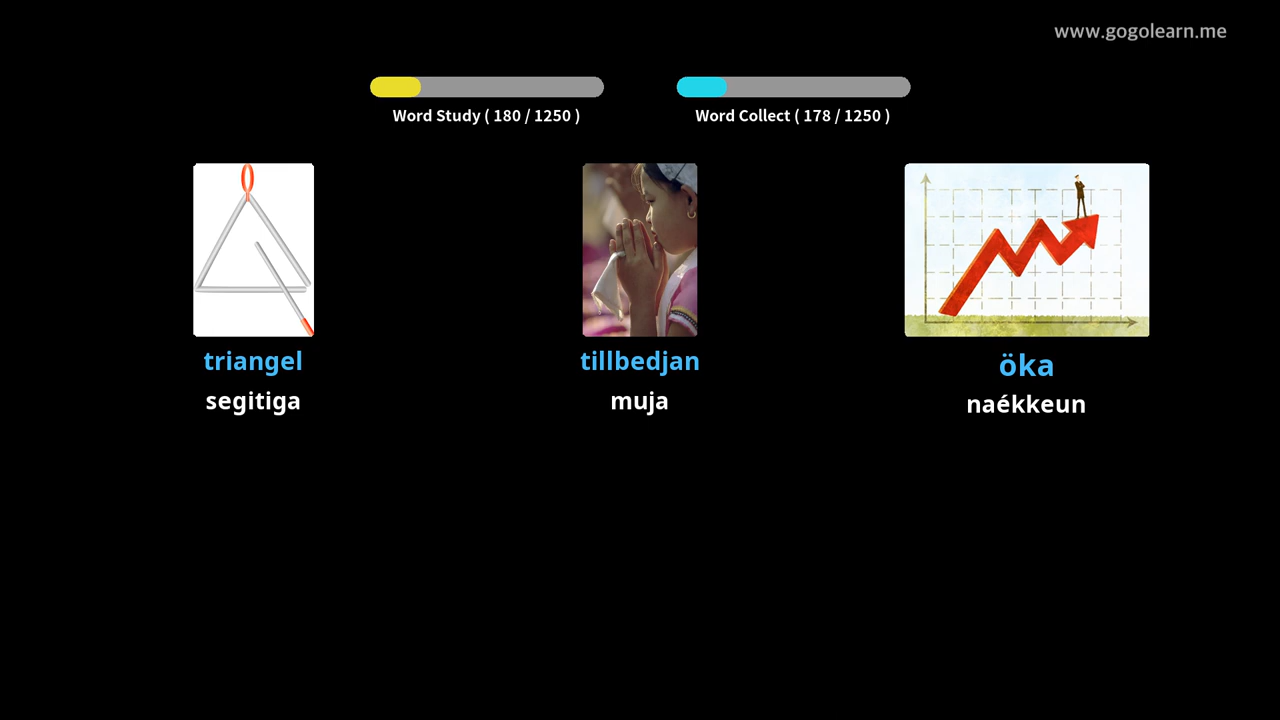 www.gogolearn.me
Word Study ( 180 / 1250 )
Word Collect ( 178 / 1250 )
triangel
segitiga
tillbedjan
muja
öka
naékkeun